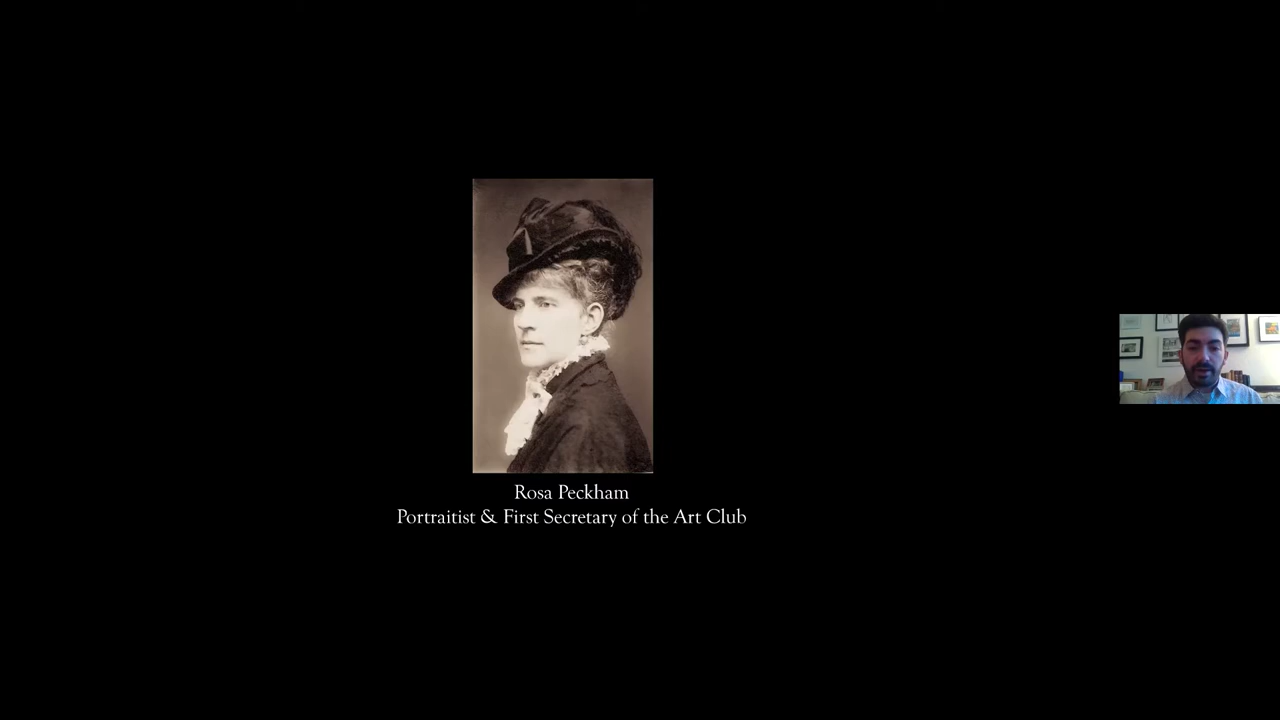 Rosa Peckham
Portraitist & First Secretary of the Art Club